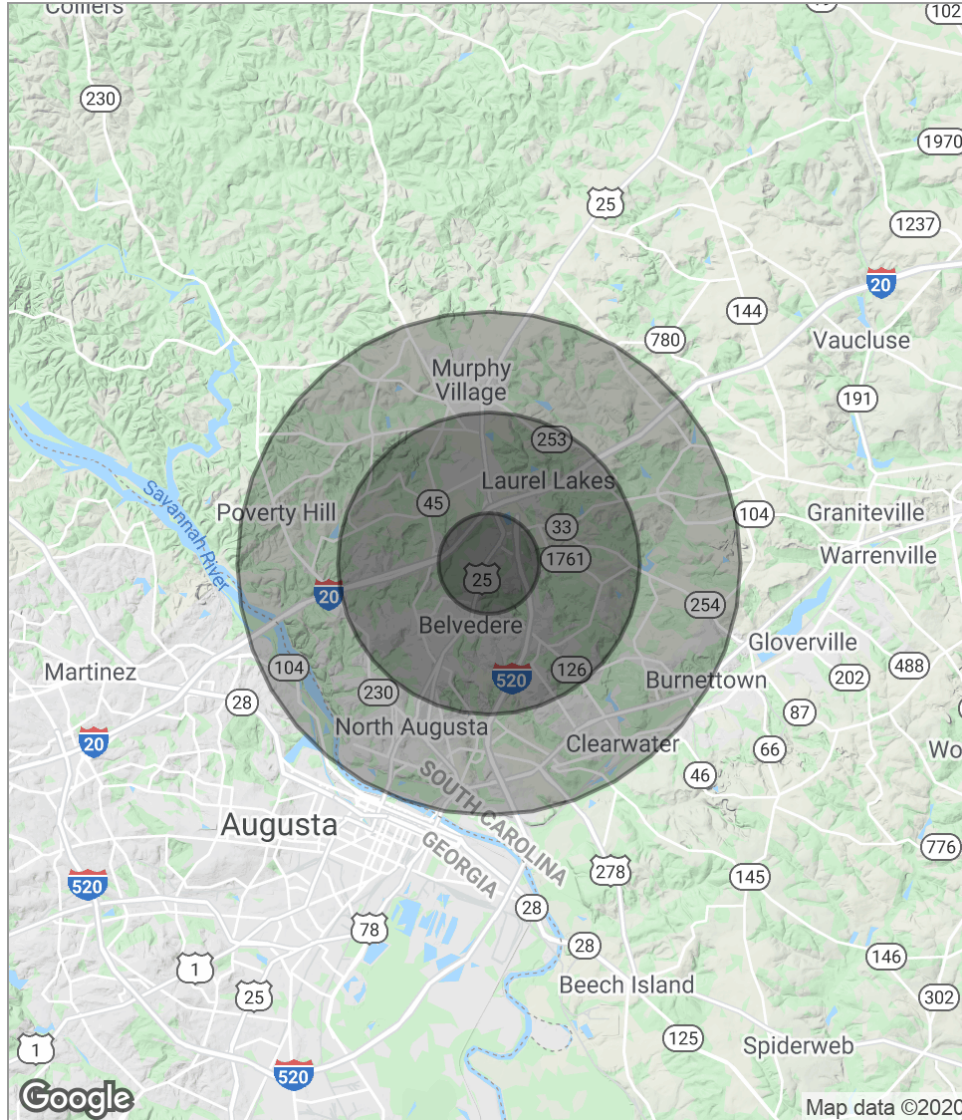 Colliers
102
230
1970
25
1237
20
144
780
Vaucluse
Murphy
Village
191
253
Laurel Lakes
45
Savannah River
Poverty Hill
104
Graniteville
33
1761
Warrenville
25
20
254
Belvedere
Gloverville
104
126
488
Martinez
520
Burnettown
202
230
28
87
North Augusta
20
Clearwater
66
Wo
46
SOUTH CAROLINA
Augusta
GEORGIA
776
278
145
520
28
78
28
146
1
25
Beech Island
302
125
1
Spiderweb
520
Google
Map data ©2020